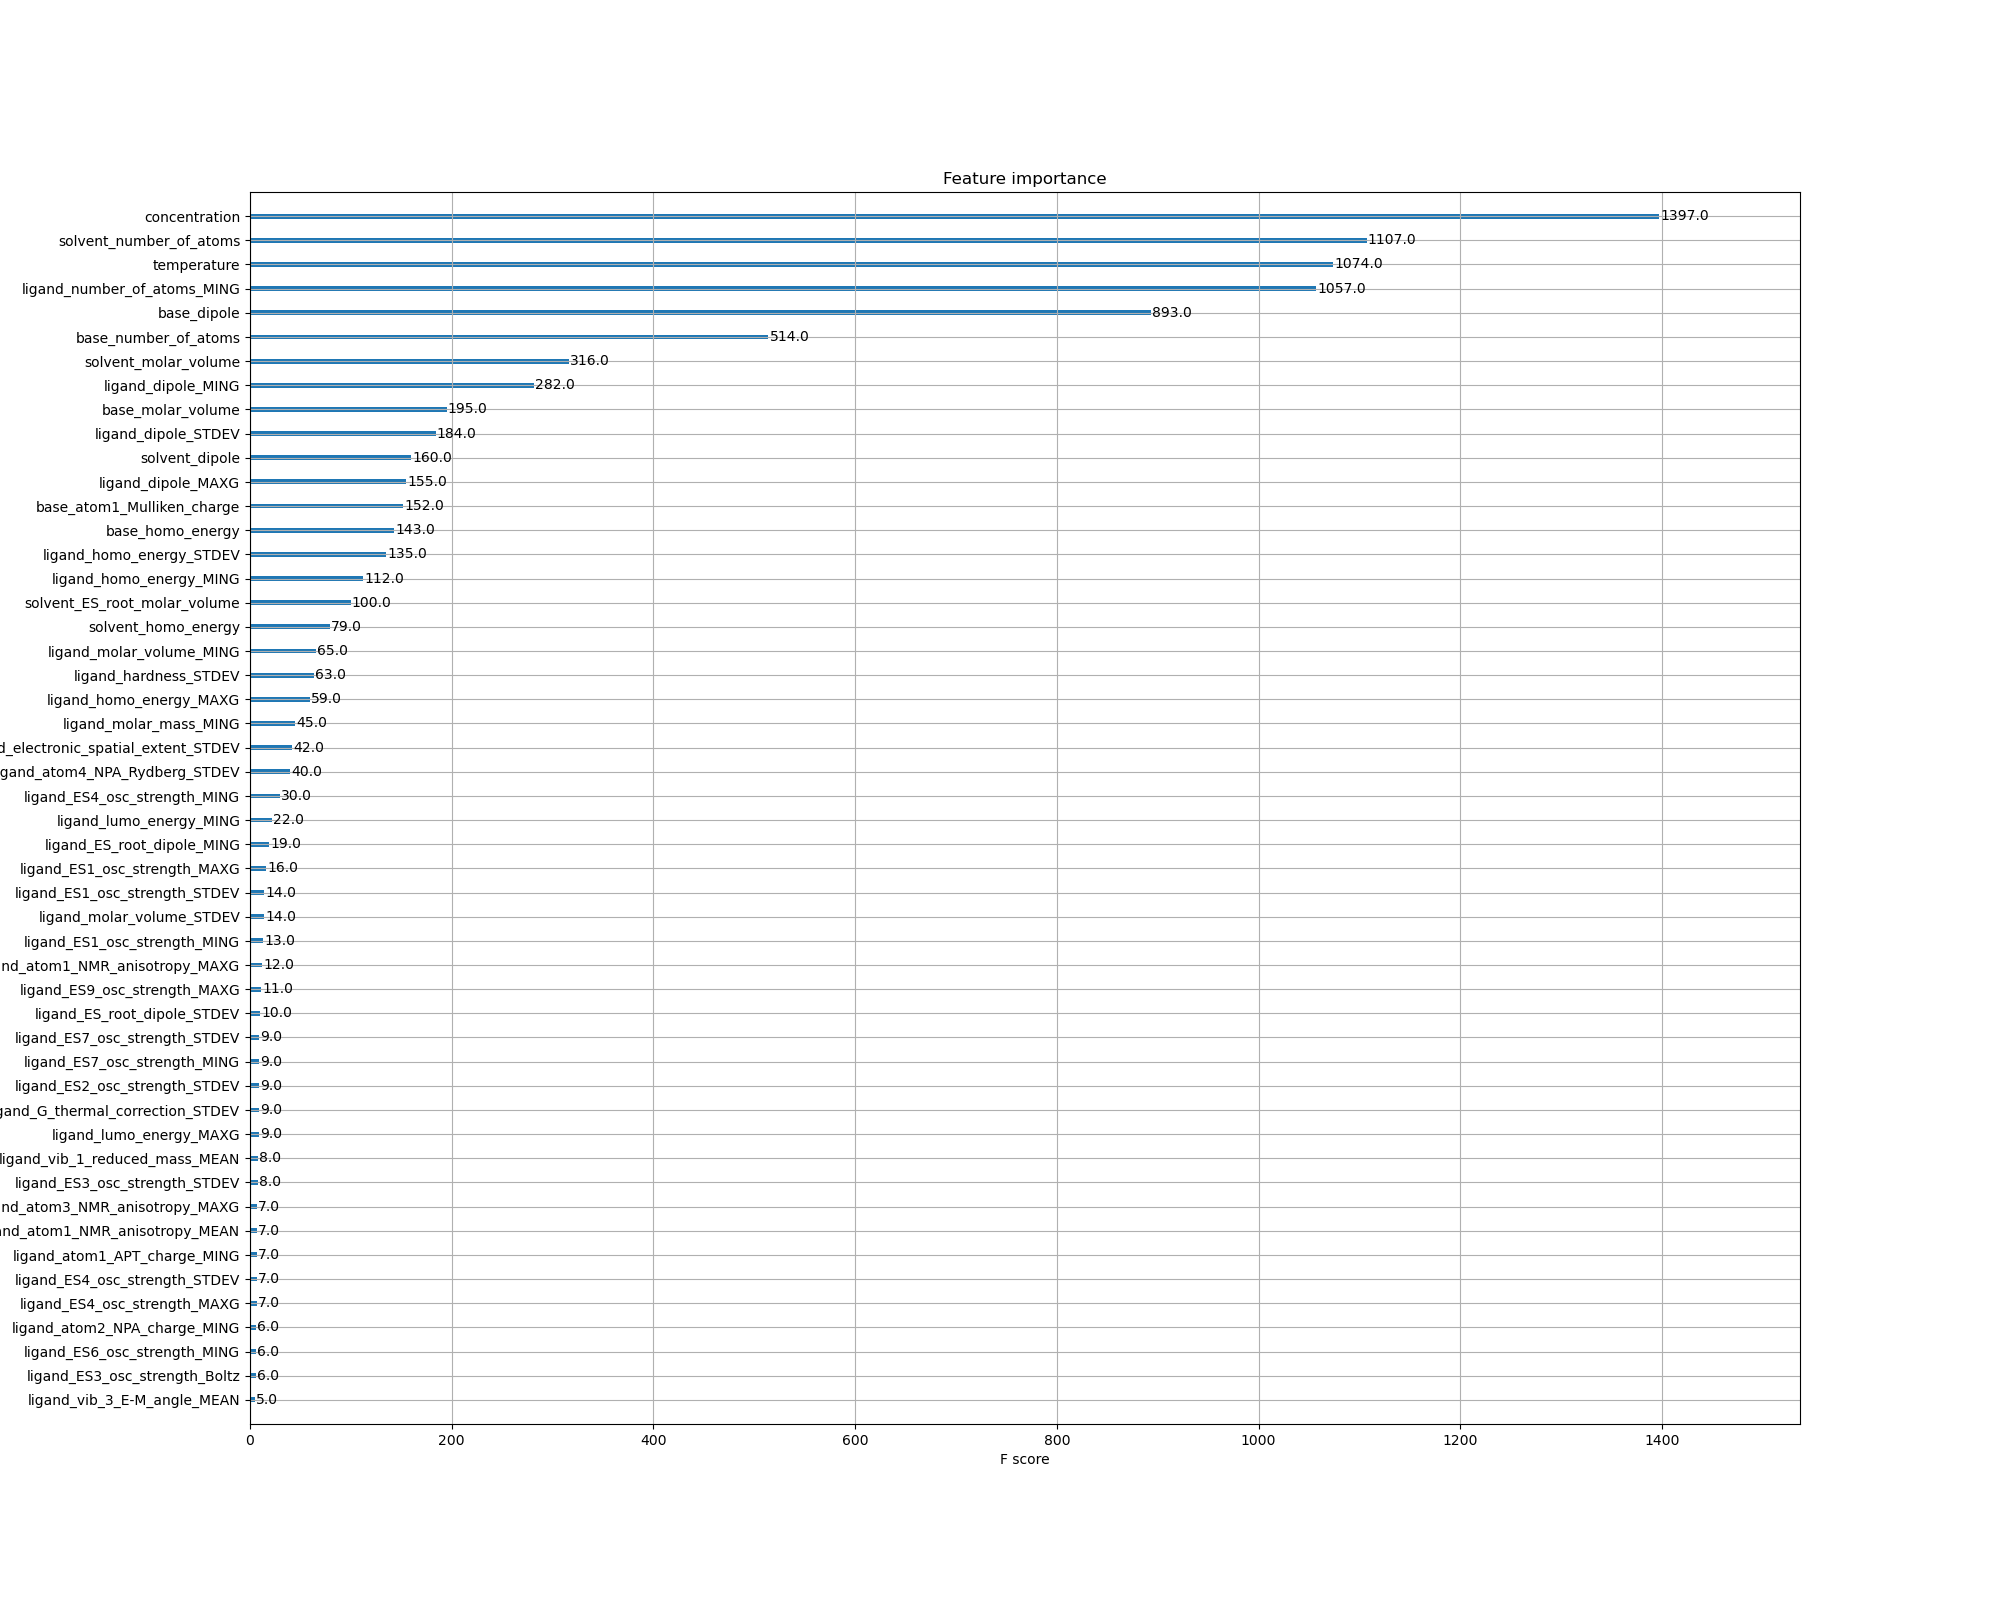 Feature importance
concentration 1397.0
solvent_number_of_atoms 1107.0
temperature 1074.0
ligand_number_of_atoms_MING 1057.0
base_dipole 893.0
base_number_of_atoms 514.0
solvent_molar_volume 316.0
ligand_dipole_MING 282.0
base_molar_volume 195.0
ligand_dipole_STDEV 184.0
solvent_dipole 160.0
ligand_dipole_MAXG 155.0
base_atom1_Mulliken_charge 152.0
base_homo_energy 143.0
ligand_homo_energy_STDEV 135.0
ligand_homo_energy_MING 112.0
solvent_ES_root_molar_volume 100.0
solvent_homo_energy 79.0
ligand_molar_volume_MING 65.0
ligand_hardness_STDEV 63.0
ligand_homo_energy_MAXG 59.0
ligand_molar_mass_MING 45.0
d_electronic_spatial_extent_STDEV 42.0
gand_atom4_NPA_Rydberg_STDEV 40.0
ligand_ES4_osc_strength_MING 30.0
ligand_lumo_energy_MING 22.0
ligand_ES_root_dipole_MING 19.0
ligand_ES1_osc_strength_MAXG 16.0
ligand_ES1_osc_strength_STDEV 14.0
ligand_molar_volume_STDEV 14.0
ligand_ES1_osc_strength_MING 13.0
nd_atom1_NMR_anisotropy_MAXG 12.0
ligand_ES9_osc_strength_MAXG 11.0
ligand_ES_root_dipole_STDEV 10.0
ligand_ES7_osc_strength_STDEV 9.0
ligand_ES7_osc_strength_MING 9.0
ligand_ES2_osc_strength_STDEV 9.0
gand_G_thermal_correction_STDEV 9.0
ligand_lumo_energy_MAXG 9.0
ligand_vib_1_reduced_mass_MEAN 8.0
ligand_ES3_osc_strength_STDEV 8.0
nd_atom3_NMR_anisotropy_MAXG 7.0
nd_atom1_NMR_anisotropy_MEAN 7.0
ligand_atom1_APT_charge_MING 7.0
ligand_ES4_osc_strength_STDEV 7.0
ligand_ES4_osc_strength_MAXG 7.0
ligand_atom2_NPA_charge_MING 6.0
ligand_ES6_osc_strength_MING 6.0
ligand_ES3_osc_strength_Boltz 6.0
ligand_vib_3_E-M_angle_MEAN 5.0
0 200 400 600 800 1000 1200 1400
F score